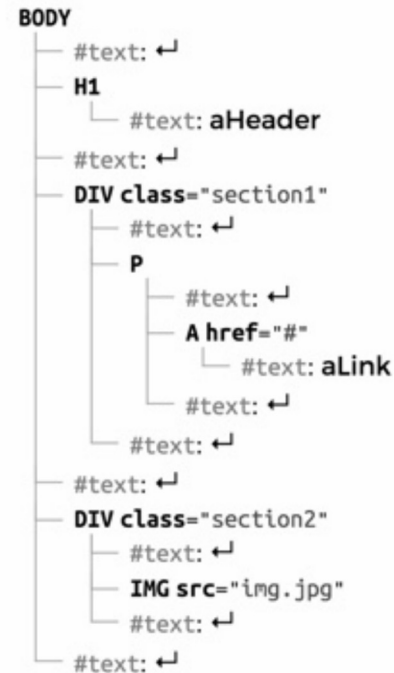 BODY
#text: ↵
H1
#text: aHeader
#text: ↵
DIV class="section1"
#text: ↵
P
#text: ↵
A href="#"
#text: aLink
#text: ↵
#text: ↵
#text: ↵
DIV class="section2"
#text: ↵
IMG src="img.jpg"
#text: ↵
#text: ↵